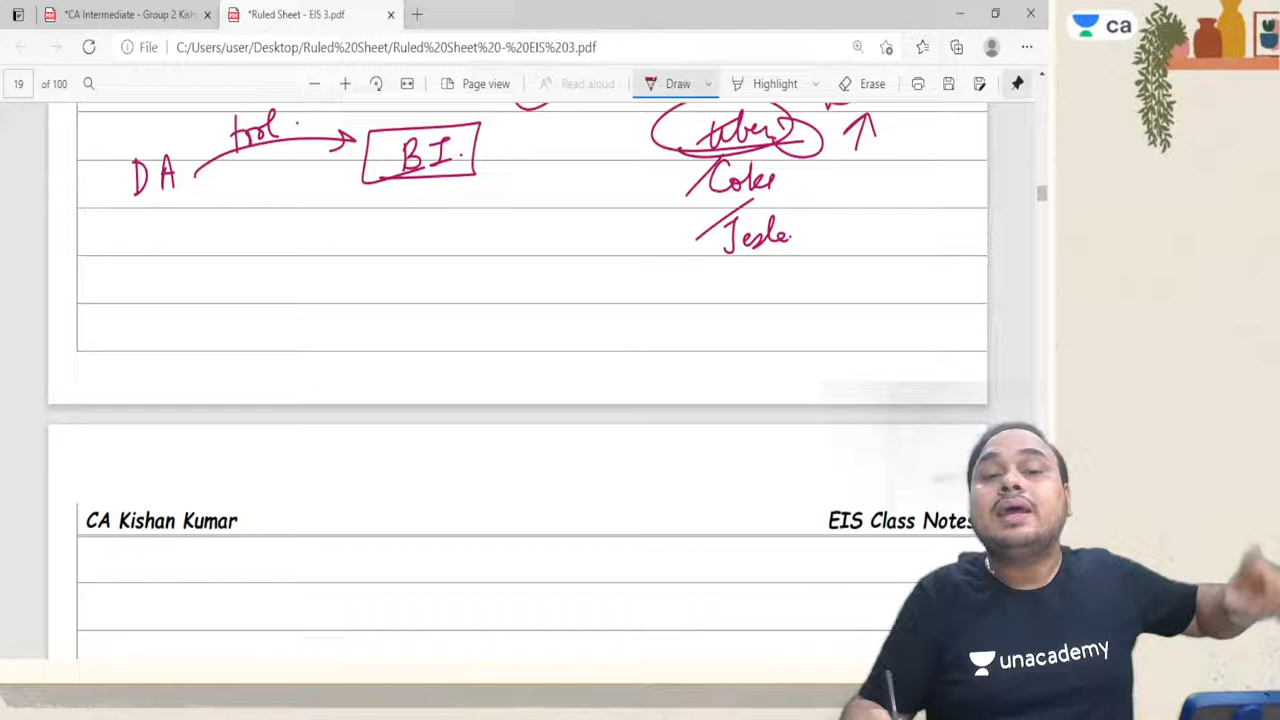 *CA Intermediate - Group 2 Kish
*Ruled Sheet - EIS 3.pdf
File
C:/Users/user/Desktop/Ruled%20Sheet/Ruled%20Sheet%20-%20EIS%203.pdf
19 of 100
Page view
Read aloud
Draw
Highlight
Erase
ca
tool.
DA
BI.
Uber
Coke
Tesla.
CA Kishan Kumar
EIS Class Notes
unacademy